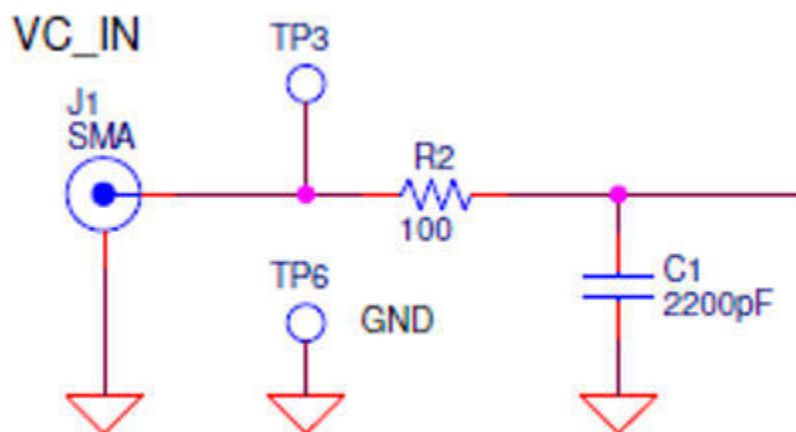 VC_IN
TP3
J1
SMA
R2
100
TP6
GND
C1
2200pF